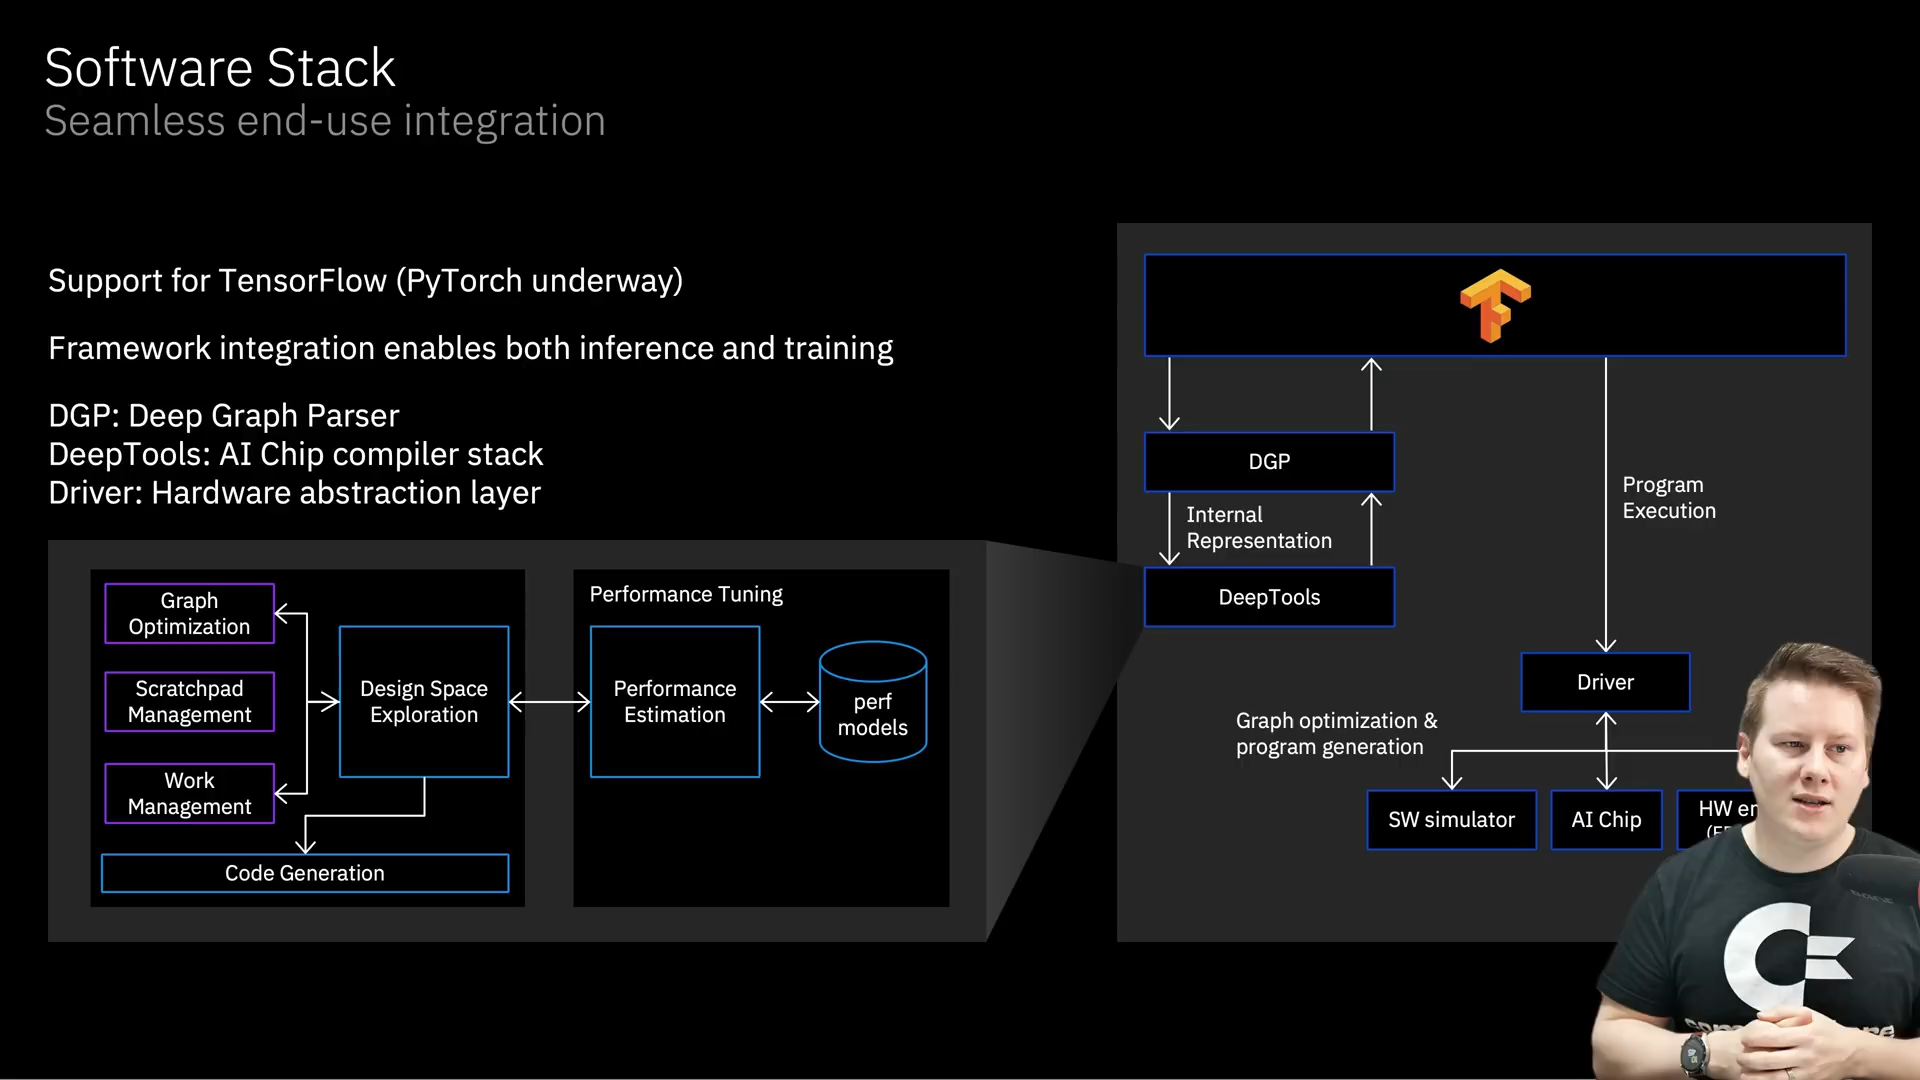 Software Stack
Seamless end-use integration
Support for TensorFlow (PyTorch underway)
Framework integration enables both inference and training
DGP: Deep Graph Parser
DeepTools: AI Chip compiler stack
Driver: Hardware abstraction layer
Graph
Optimization
Scratchpad
Management
Work
Management
Design Space
Exploration
Code Generation
Performance Tuning
Performance
Estimation
perf
models
DGP
Internal
Representation
DeepTools
Program
Execution
Driver
Graph optimization &
program generation
SW simulator
AI Chip
HW